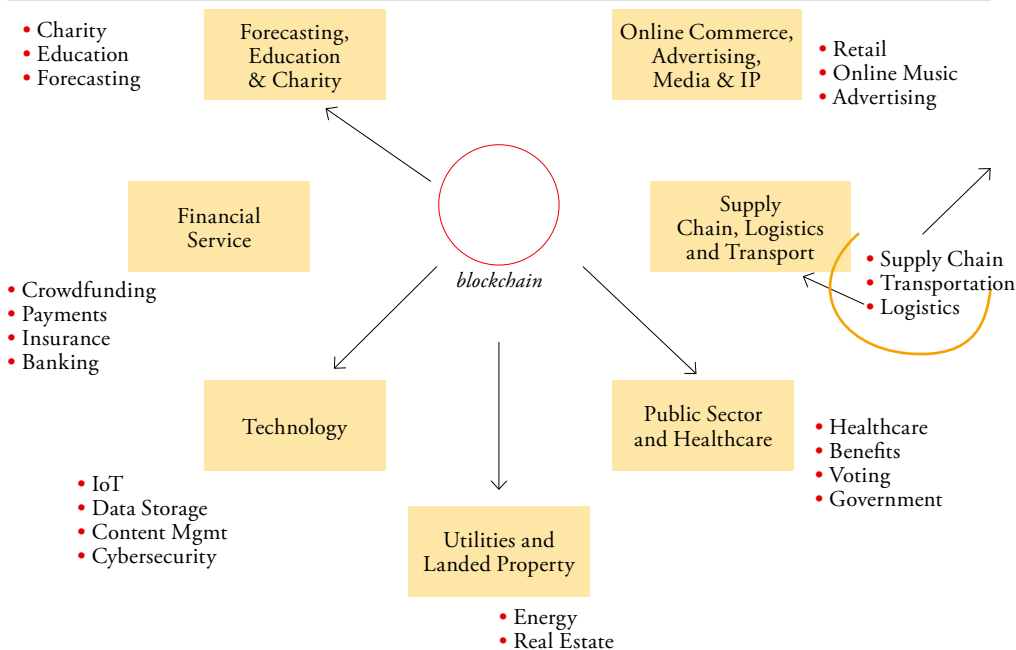 Charity
Education
Forecasting
Forecasting,
Education
& Charity
Online Commerce,
Advertising,
Media & IP
Retail
Online Music
Advertising
Financial
Service
blockchain
Supply
Chain, Logistics
and Transport
Supply Chain
Transportation
Logistics
Crowdfunding
Payments
Insurance
Banking
Technology
Public Sector
and Healthcare
Healthcare
Benefits
Voting
Government
IoT
Data Storage
Content Mgmt
Cybersecurity
Utilities and
Landed Property
Energy
Real Estate